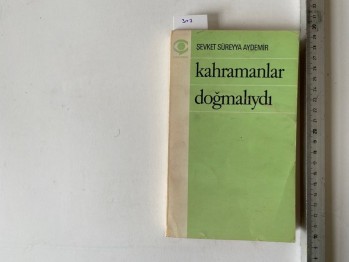 ŞEVKET SÜREYYA AYDEMİR
kahramanlar
doğmalıydı